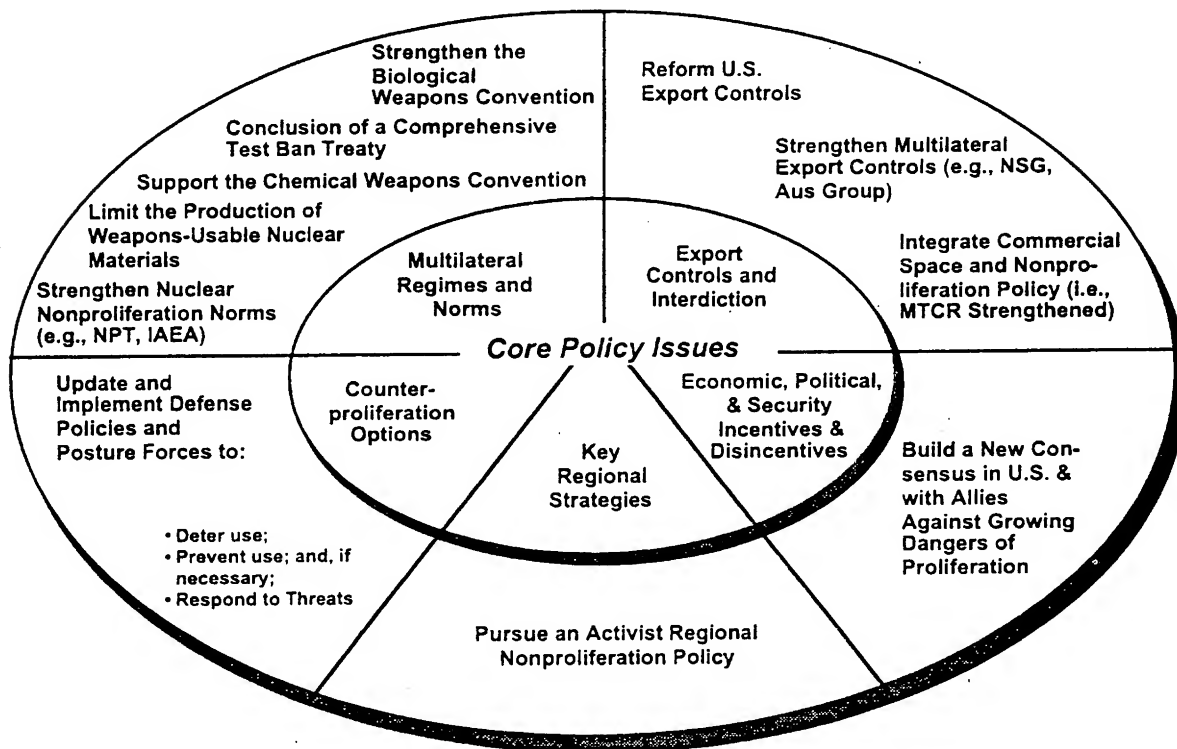 Strengthen the
Biological
Weapons Convention
Conclusion of a Comprehensive
Test Ban Treaty
Support the Chemical Weapons Convention
Limit the Production of
Weapons-Usable Nuclear
Materials
Strengthen Nuclear
Nonproliferation Norms
(e.g., NPT, IAEA)
Reform U.S.
Export Controls
Strengthen Multilateral
Export Controls (e.g., NSG,
Aus Group)
Integrate Commercial
Space and Nonpro-
liferation Policy (i.e.,
MTCR Strengthened)
Multilateral
Regimes and
Norms
Export
Controls and
Interdiction
Core Policy Issues
Update and
Implement Defense
Policies and
Posture Forces to:
• Deter use;
• Prevent use; and, if
necessary;
• Respond to Threats
Counter-
proliferation
Options
Key
Regional
Strategies
Economic, Political,
& Security
Incentives &
Disincentives
Build a New Con-
sensus in U.S. &
with Allies
Against Growing
Dangers of
Proliferation
Pursue an Activist Regional
Nonproliferation Policy